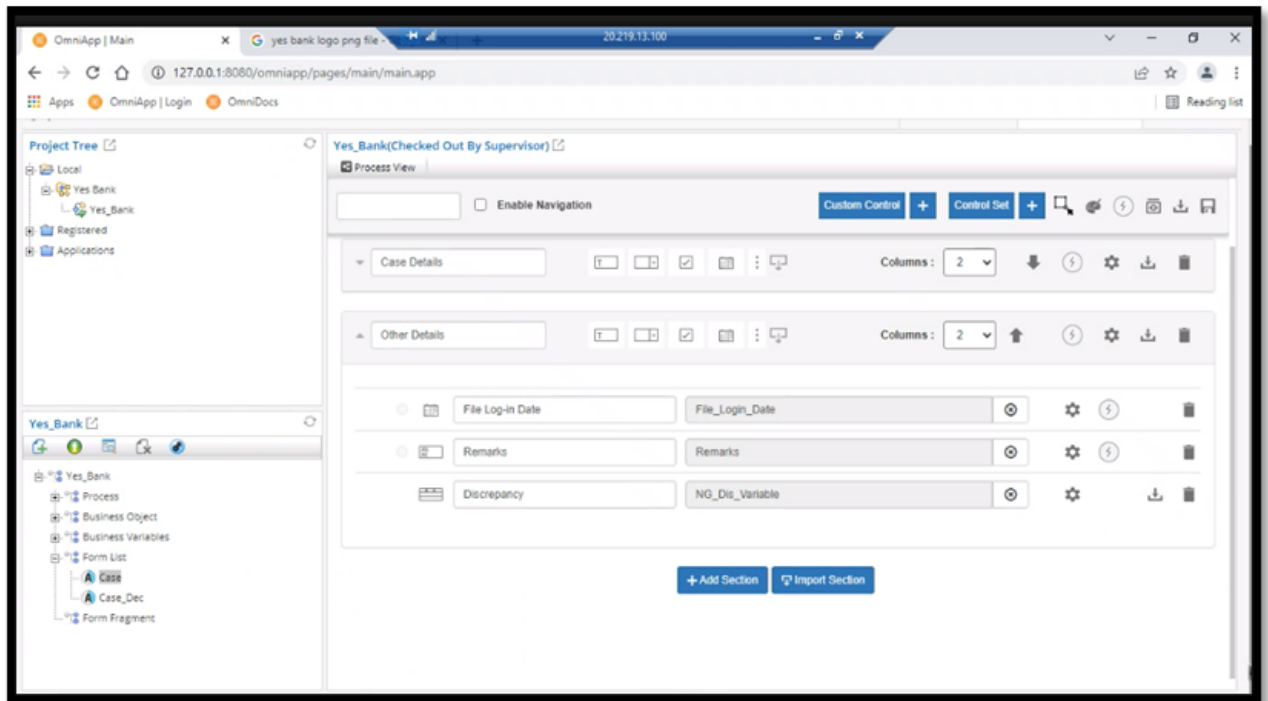 OmniApp | Main
yes bank logo png file -
20.219.13.100
127.0.0.1:8080/omniapp/pages/main/main.app
Apps OmniApp | Login OmniDocs Reading list
Project Tree
Local
Yes Bank
Yes_Bank
Registered
Applications
Yes_Bank
Yes_Bank
Process
Business Object
Business Variables
Form List
Case
Case_Dec
Form Fragment
Yes_Bank(Checked Out By Supervisor)
Process View
Enable Navigation Custom Control + Control Set +
Case Details Columns : 2
Other Details Columns : 2
File Log-in Date File_Login_Date
Remarks Remarks
Discrepancy NG_Dis_Variable
+ Add Section Import Section